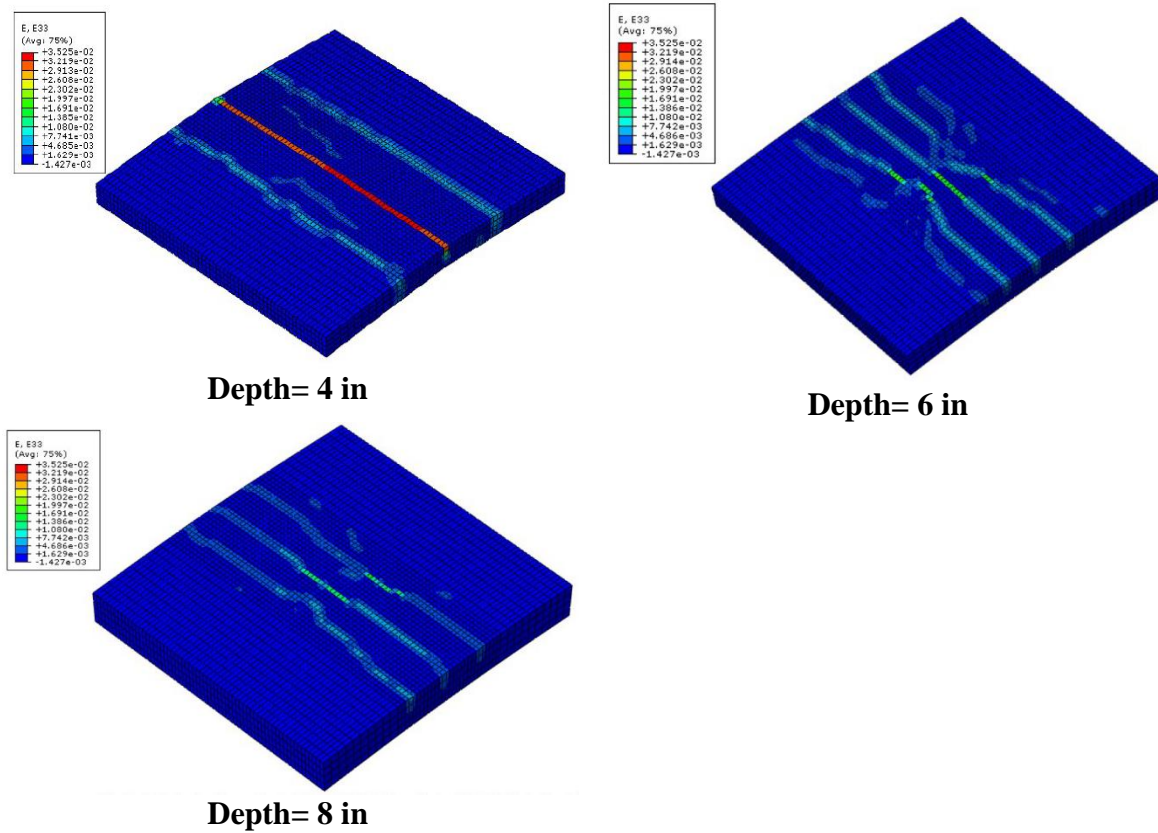 E, E33
(Avg: 75%)
+3.525e-02
+3.219e-02
+2.913e-02
+2.608e-02
+2.302e-02
+1.997e-02
+1.691e-02
+1.385e-02
+1.080e-02
+7.741e-03
+4.685e-03
+1.629e-03
-1.427e-03
Depth= 4 in
E, E33
(Avg: 75%)
+3.525e-02
+3.219e-02
+2.914e-02
+2.608e-02
+2.302e-02
+1.997e-02
+1.691e-02
+1.386e-02
+1.080e-02
+7.742e-03
+4.686e-03
+1.629e-03
-1.427e-03
Depth= 6 in
E, E33
(Avg: 75%)
+3.525e-02
+3.219e-02
+2.914e-02
+2.608e-02
+2.302e-02
+1.997e-02
+1.691e-02
+1.386e-02
+1.080e-02
+7.742e-03
+4.686e-03
+1.629e-03
-1.427e-03
Depth= 8 in